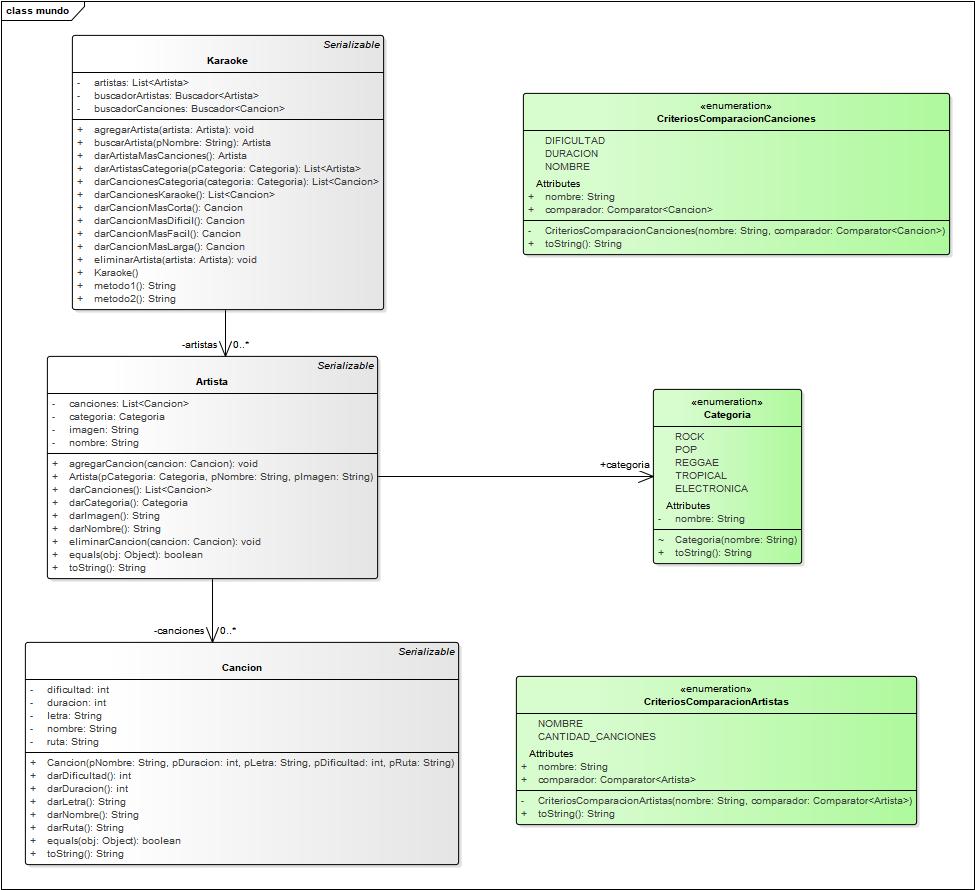 class mundo
Serializable
Karaoke
- artistas: List<Artista>
- buscadorArtistas: Buscador<Artista>
- buscadorCanciones: Buscador<Cancion>
+ agregarArtista(artista: Artista): void
+ buscarArtista(pNombre: String): Artista
+ darArtistaMasCanciones(): Artista
+ darArtistasCategoria(pCategoria: Categoria): List<Artista>
+ darCancionesCategoria(categoria: Categoria): List<Cancion>
+ darCancionesKaraoke(): List<Cancion>
+ darCancionMasCorta(): Cancion
+ darCancionMasDificil(): Cancion
+ darCancionMasFacil(): Cancion
+ darCancionMasLarga(): Cancion
+ eliminarArtista(artista: Artista): void
+ Karaoke()
+ metodo1(): String
+ metodo2(): String
«enumeration»
CriteriosComparacionCanciones
DIFICULTAD
DURACION
NOMBRE
Attributes
+ nombre: String
+ comparador: Comparator<Cancion>
- CriteriosComparacionCanciones(nombre: String, comparador: Comparator<Cancion>)
+ toString(): String
-artistas 0..*
Serializable
Artista
- canciones: List<Cancion>
- categoria: Categoria
- imagen: String
- nombre: String
+ agregarCancion(cancion: Cancion): void
+ Artista(pCategoria: Categoria, pNombre: String, pImagen: String)
+ darCanciones(): List<Cancion>
+ darCategoria(): Categoria
+ darImagen(): String
+ darNombre(): String
+ eliminarCancion(cancion: Cancion): void
+ equals(obj: Object): boolean
+ toString(): String
+categoria
«enumeration»
Categoria
ROCK
POP
REGGAE
TROPICAL
ELECTRONICA
Attributes
- nombre: String
~ Categoria(nombre: String)
+ toString(): String
-canciones 0..*
Serializable
Cancion
- dificultad: int
- duracion: int
- letra: String
- nombre: String
- ruta: String
+ Cancion(pNombre: String, pDuracion: int, pLetra: String, pDificultad: int, pRuta: String)
+ darDificultad(): int
+ darDuracion(): int
+ darLetra(): String
+ darNombre(): String
+ darRuta(): String
+ equals(obj: Object): boolean
+ toString(): String
«enumeration»
CriteriosComparacionArtistas
NOMBRE
CANTIDAD_CANCIONES
Attributes
+ nombre: String
+ comparador: Comparator<Artista>
- CriteriosComparacionArtistas(nombre: String, comparador: Comparator<Artista>)
+ toString(): String